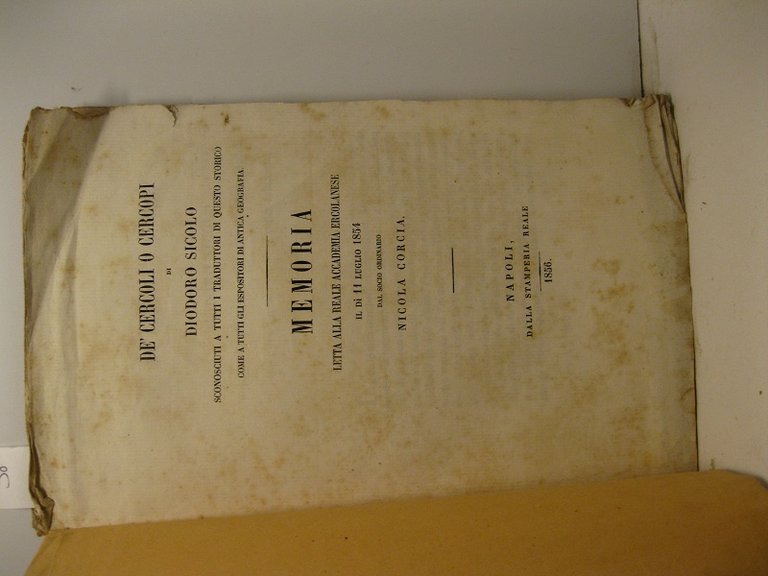 DE' CERCOLI O CERCOPI
DI
DIODORO SICOLO
SCONOSCIUTI A TUTTI I TRADUTTORI DI QUESTO STORICO
COME A TUTTI GLI ESPOSITORI DI ANTICA GEOGRAFIA.
MEMORIA
LETTA ALLA REALE ACCADEMIA ERCOLANESE
IL DÌ 11 LUGLIO 1854
DAL SOCIO ORDINARIO
NICOLA CORCIA.
NAPOLI,
DALLA STAMPERIA REALE
1856.